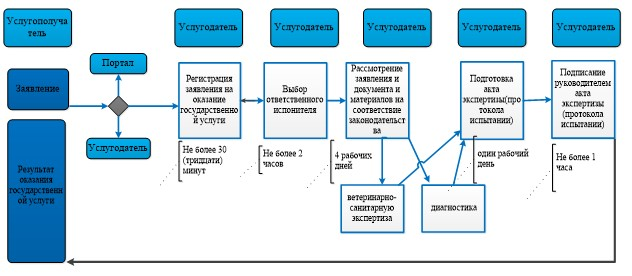 Услугополуча
тель
Услугодатель
Услугодатель
Услугодатель
Услугодатель
Услугодатель
Портал
Заявление
Услугодатель
Регистрация
заявления на
оказание
государственн
ой услуги
Выбор
ответственного
испонителя
Рассмотрение
заявления и
документа и
материалов на
соответствие
законодательст
ва
Подготовка
акта
экспертизы(про
токола
испытании)
Подписание
руководителем
акта
экспертизы
(протокола
испытании)
Результат
оказания
государственн
ой услуги
Не более 30
(тридцати)
минут
Не более 2
часов
4 рабочих
дней
один рабочий
день
Не более 1
часа
ветеринарно-
санитарную
экспертиза
диагностика